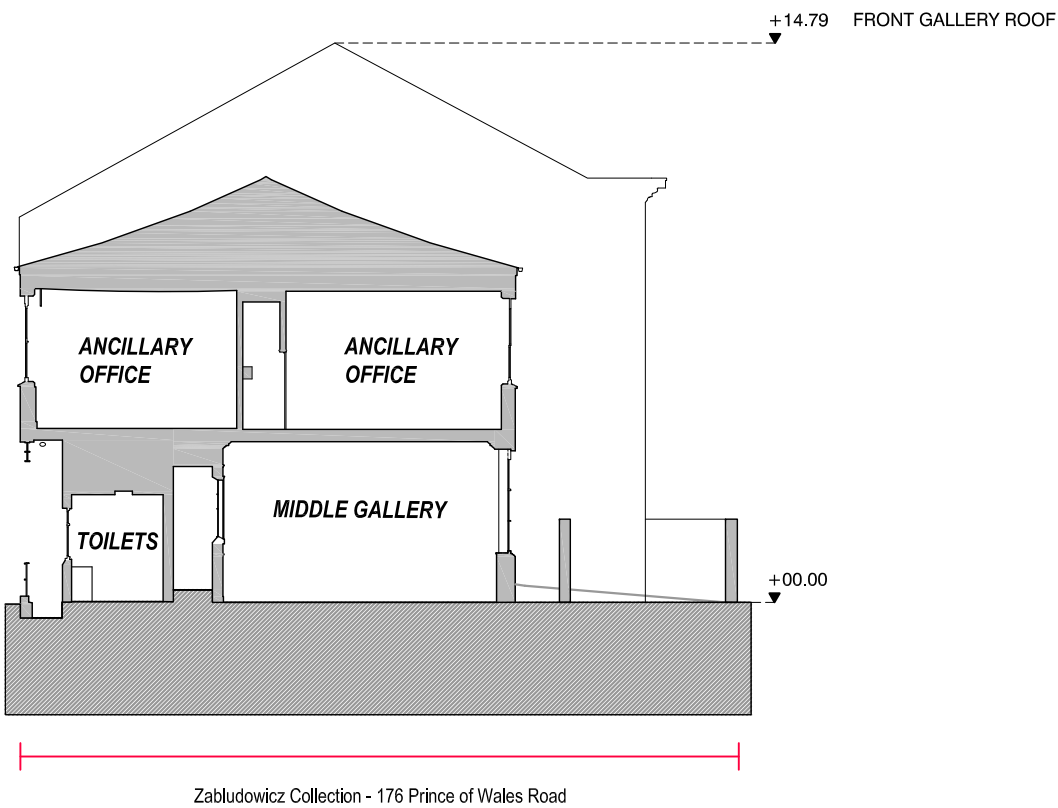 +14.79 FRONT GALLERY ROOF
ANCILLARY
OFFICE
ANCILLARY
OFFICE
MIDDLE GALLERY
TOILETS
+00.00
Zabludowicz Collection - 176 Prince of Wales Road